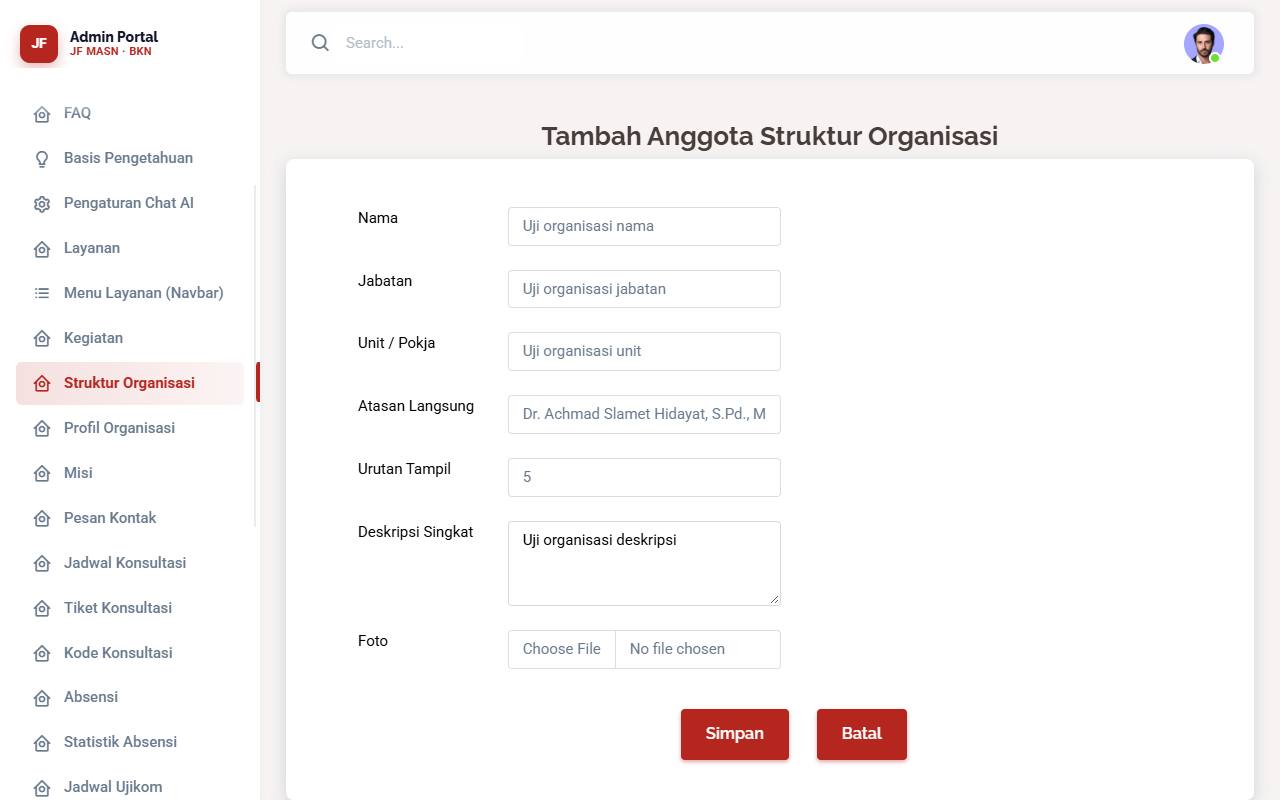 JF
Admin Portal
JF MASN · BKN
Search...
FAQ
Basis Pengetahuan
Pengaturan Chat AI
Layanan
Menu Layanan (Navbar)
Kegiatan
Struktur Organisasi
Profil Organisasi
Misi
Pesan Kontak
Jadwal Konsultasi
Tiket Konsultasi
Kode Konsultasi
Absensi
Statistik Absensi
Jadwal Ujikom
Tambah Anggota Struktur Organisasi
Nama
Uji organisasi nama
Jabatan
Uji organisasi jabatan
Unit / Pokja
Uji organisasi unit
Atasan Langsung
Dr. Achmad Slamet Hidayat, S.Pd., M
Urutan Tampil
5
Deskripsi Singkat
Uji organisasi deskripsi
Foto
Choose File No file chosen
Simpan Batal